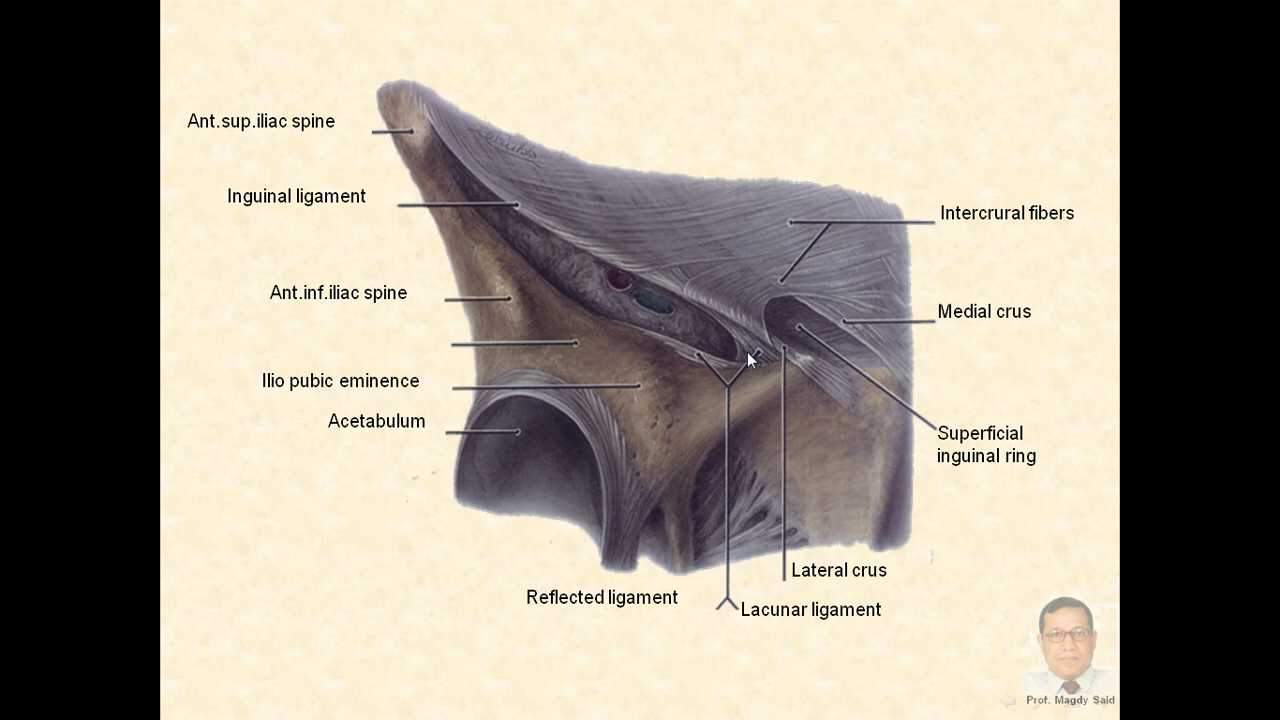 Ant.sup.iliac spine
Inguinal ligament
Intercrural fibers
Ant.inf.iliac spine
Medial crus
Ilio pubic eminence
Acetabulum
Superficial
inguinal ring
Lateral crus
Reflected ligament
Lacunar ligament
Prof. Magdy Said